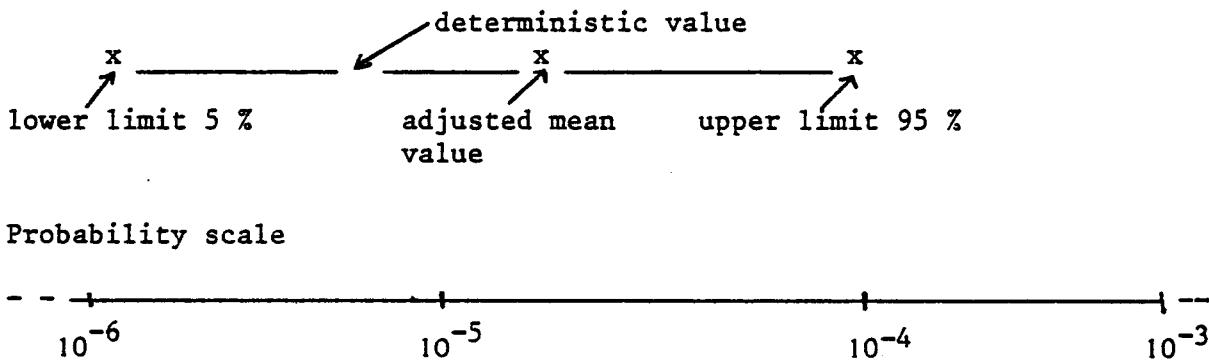 deterministic value
x x x
lower limit 5 % adjusted mean upper limit 95 %
value
Probability scale
10⁻⁶ 10⁻⁵ 10⁻⁴ 10⁻³